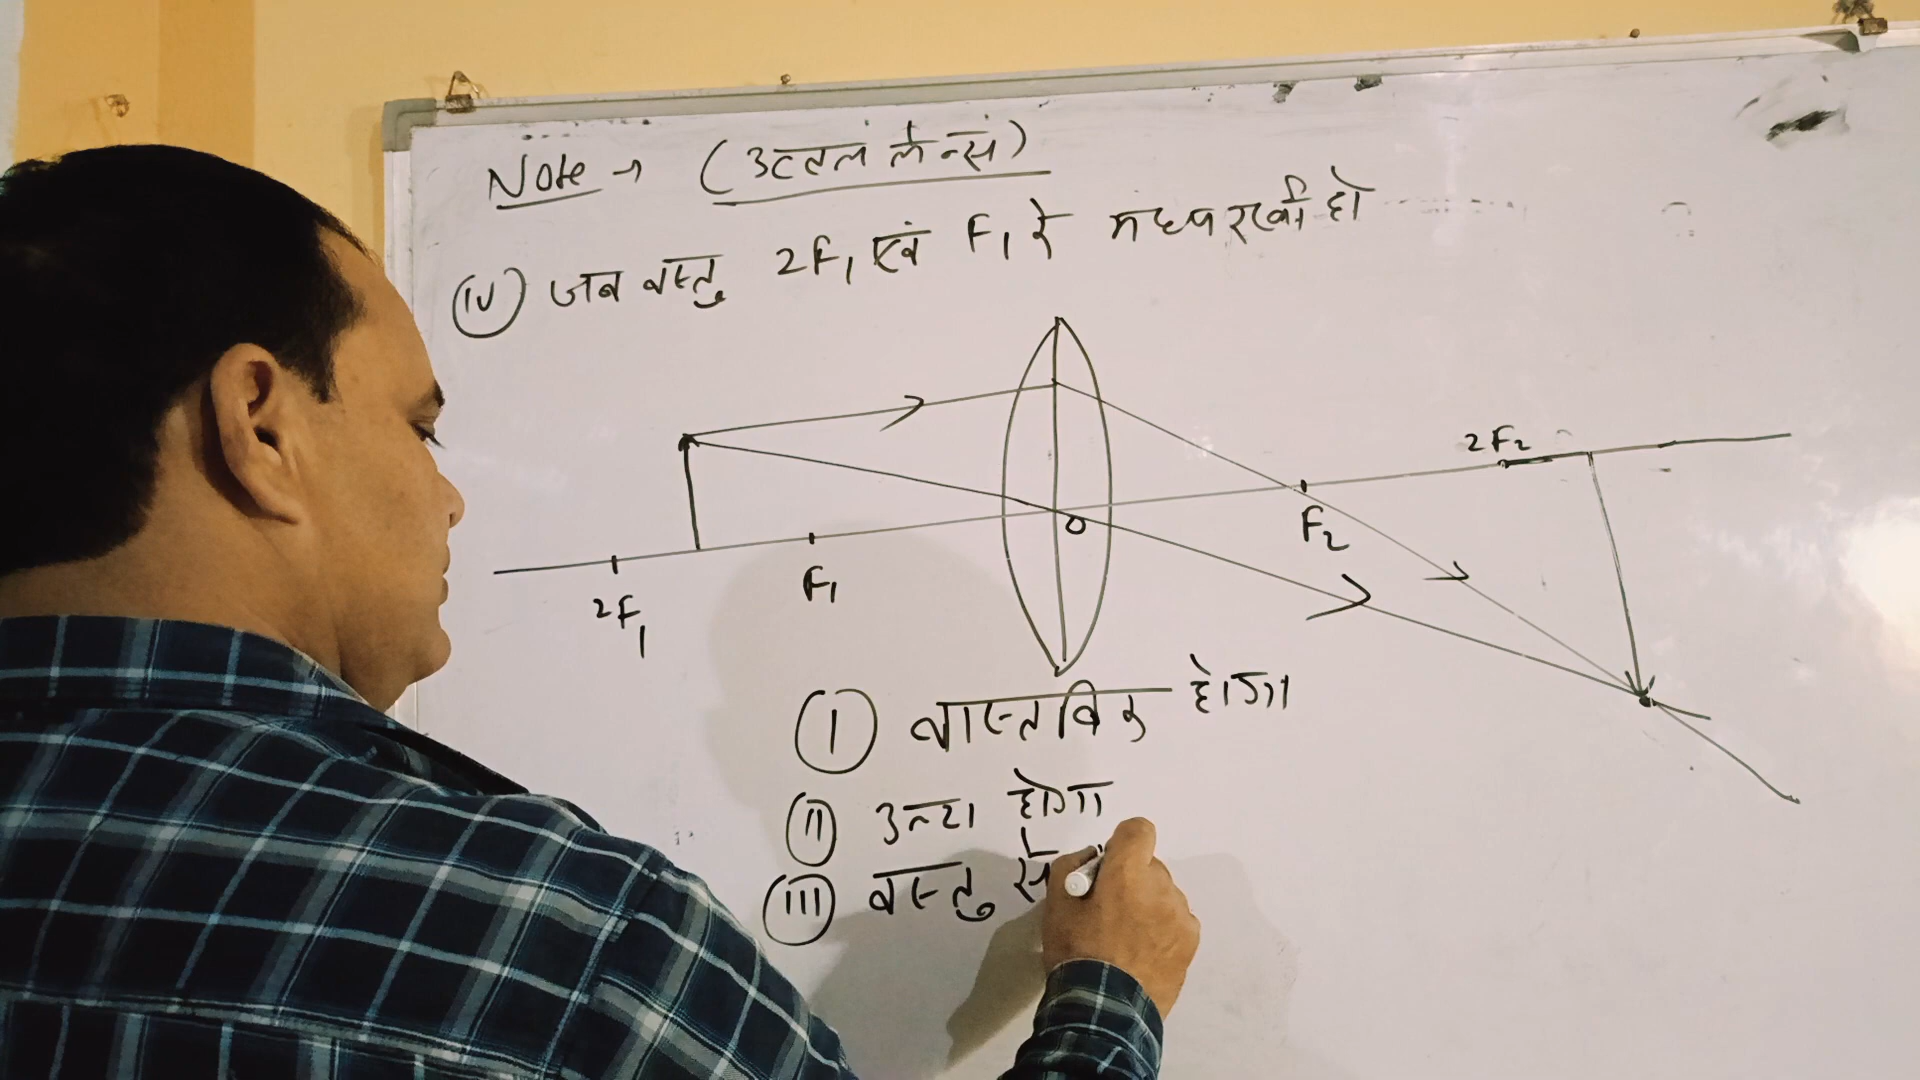 Note → (उत्तल लेन्स)
(IV) जब वस्तु 2F₁ एवं F₁ के मध्य रखी हो
2F₂
O
F₂
F₁
2F₁
(I) वास्तविक होगा
(II) उल्टा होगा
(III) वस्तु से